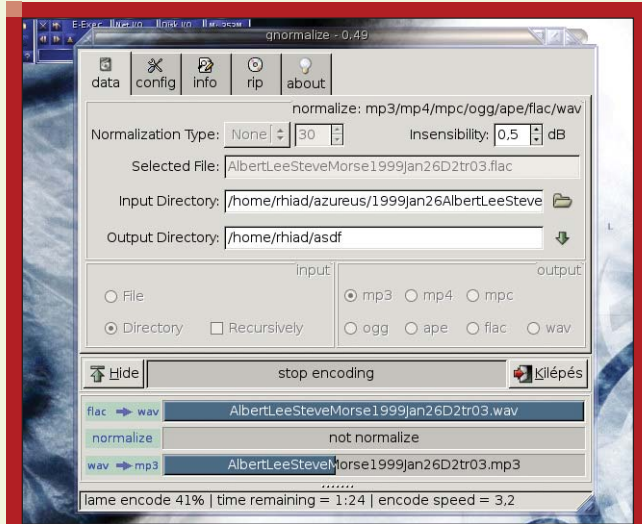 E-Exec Net I/O Disk I/O
gnormalize - 0.49
data config info rip about
normalize: mp3/mp4/mpc/ogg/ape/flac/wav
Normalization Type: None 30 Insensibility: 0,5 dB
Selected File: AlbertLeeSteveMorse1999Jan26D2tr03.flac
Input Directory: /home/rhiad/azureus/1999Jan26AlbertLeeSteve
Output Directory: /home/rhiad/asdf
input output
File mp3 mp4 mpc
Directory Recursively ogg ape flac wav
Hide stop encoding Kilépés
flac wav AlbertLeeSteveMorse1999Jan26D2tr03.wav
normalize not normalize
wav mp3 AlbertLeeSteveMorse1999Jan26D2tr03.mp3
lame encode 41% | time remaining = 1:24 | encode speed = 3,2
L